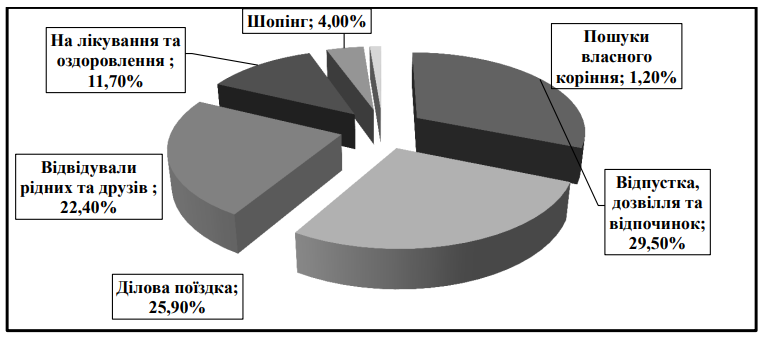 Шопінг; 4,00%
На лікування та
оздоровлення ;
11,70%
Пошуки
власного
коріння; 1,20%
Відвідували
рідних та друзів ;
22,40%
Відпустка,
дозвілля та
відпочинок;
29,50%
Ділова поїздка;
25,90%